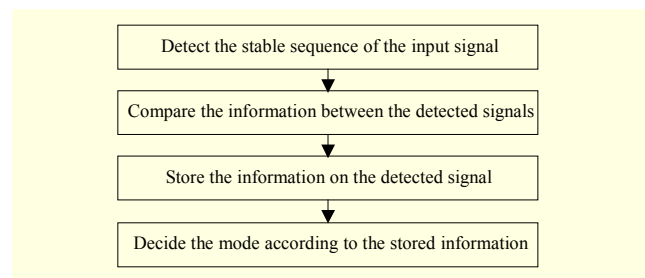 Detect the stable sequence of the input signal
Compare the information between the detected signals
Store the information on the detected signal
Decide the mode according to the stored information